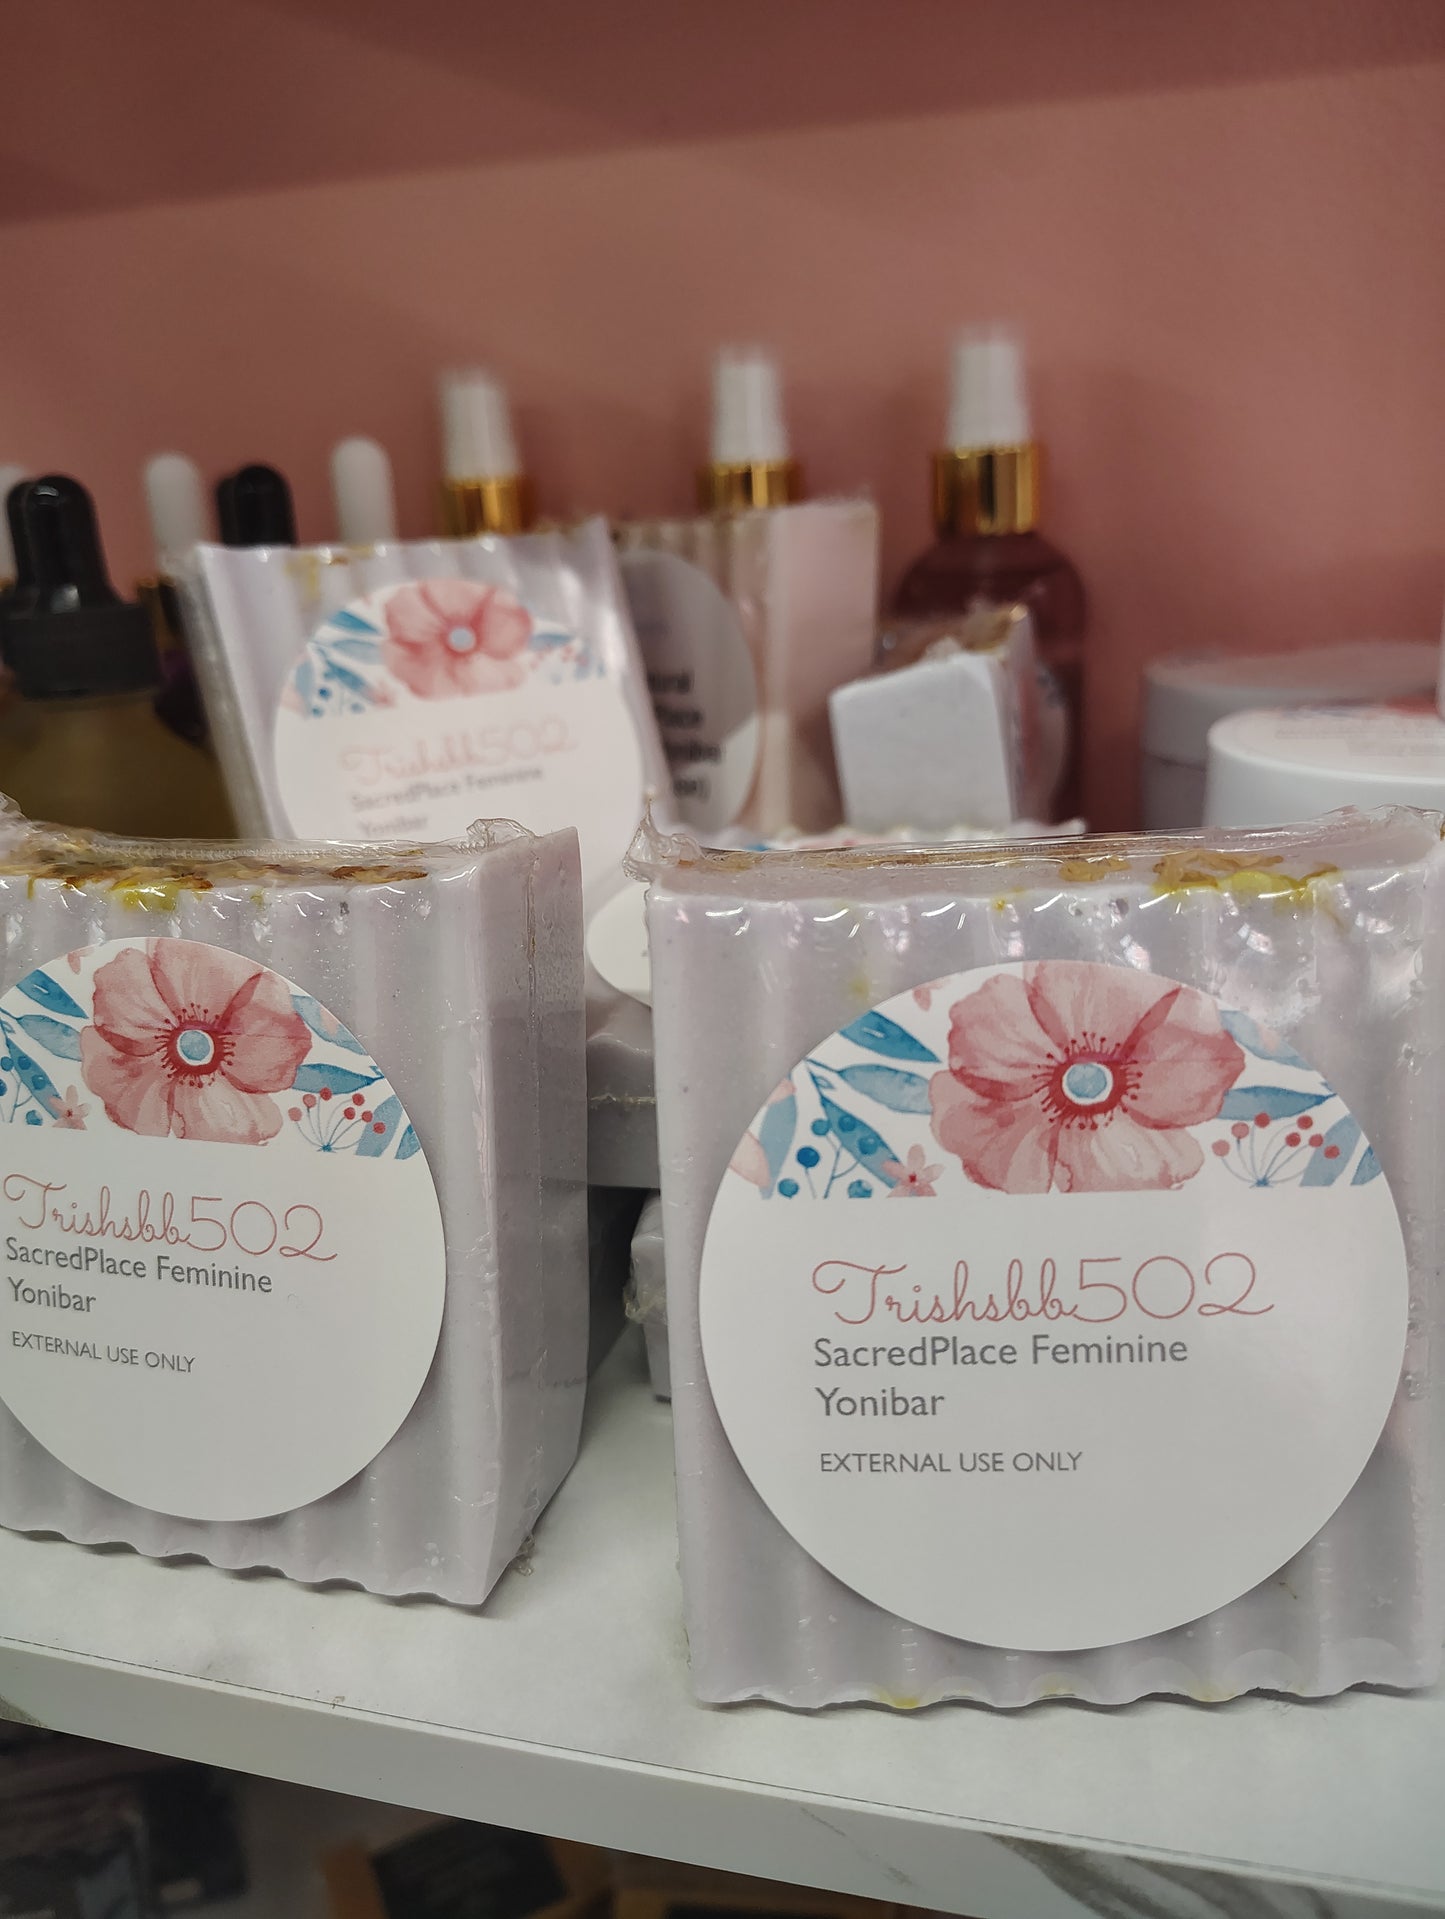 Trishsbb502
SacredPlace Feminine
Yonibar
Trishsbb502
SacredPlace Feminine
Yonibar
EXTERNAL USE ONLY
Trishsbb502
SacredPlace Feminine
Yonibar
EXTERNAL USE ONLY